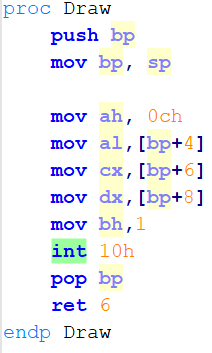 proc Draw
push bp
mov bp, sp
mov ah, 0ch
mov al,[bp+4]
mov cx,[bp+6]
mov dx,[bp+8]
mov bh,1
int 10h
pop bp
ret 6
endp Draw